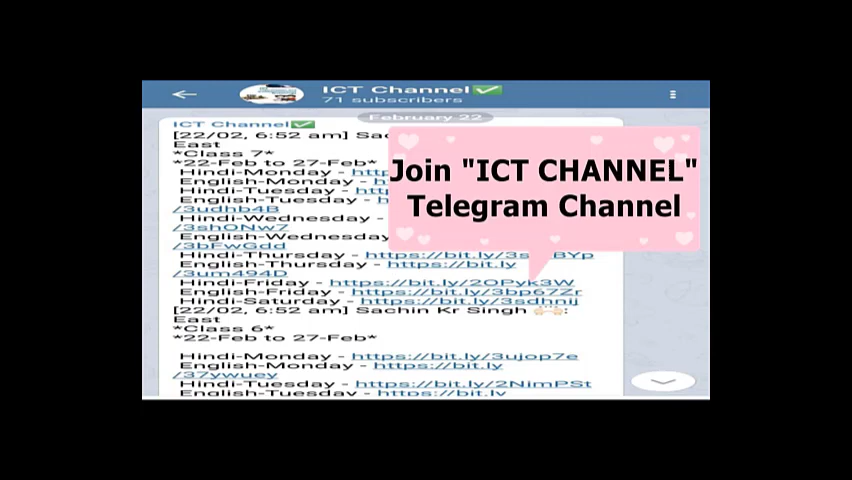 ICT Channel✅
71 subscribers
February 22
ICT Channel✅
[22/02, 6:52 am] Sac
East
*Class 7*
*22-Feb to 27-Feb*
Hindi-Monday - http
English-Monday - h
Hindi-Tuesday - http
English-Tuesday - h
/3udhb4B
Hindi-Wednesday -
/3shONw7
English-Wednesday
/3bFwGdd
Hindi-Thursday - https://bit.ly/3s BYp
English-Thursday - https://bit.ly
/3um494D
Hindi-Friday - https://bit.ly/2OPyk3W
English-Friday - https://bit.ly/3bp67Zr
Hindi-Saturday - https://bit.ly/3sdhnij
[22/02, 6:52 am] Sachin Kr Singh :
East
*Class 6*
*22-Feb to 27-Feb*
Hindi-Monday - https://bit.ly/3ujop7e
English-Monday - https://bit.ly
/37ywuey
Hindi-Tuesday - https://bit.ly/2NimPSt
English-Tuesday - https://bit.ly
Join "ICT CHANNEL"
Telegram Channel